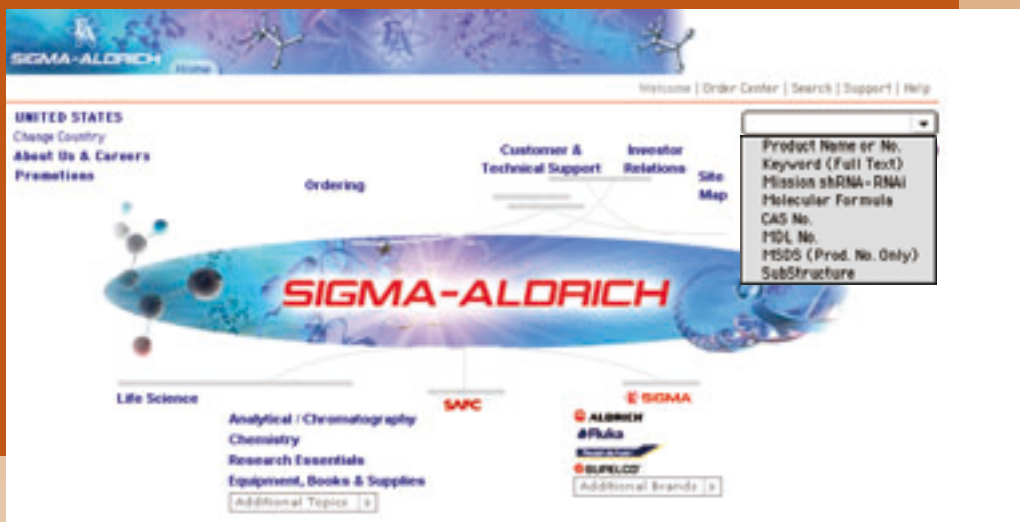 SIGMA-ALDRICH
Home
Welcome | Order Center | Search | Support | Help
UNITED STATES
Change Country
About Us & Careers
Promotions
Ordering
Customer &
Technical Support
Investor
Relations
Site
Map
Product Name or No.
Keyword (Full Text)
Mission shRNA-RNAi
Molecular Formula
CAS No.
MDL No.
MSDS (Prod. No. Only)
SubStructure
SIGMA-ALDRICH
Life Science
Analytical / Chromatography
Chemistry
Research Essentials
Equipment, Books & Supplies
Additional Topics
SAFC
SIGMA
ALDRICH
Fluka
SUPELCO
Additional Brands